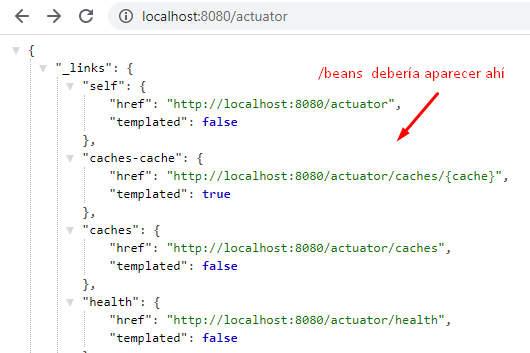 localhost:8080/actuator
{
"_links": {
/beans debería aparecer ahí
"self": {
"href": "http://localhost:8080/actuator",
"templated": false
},
"caches-cache": {
"href": "http://localhost:8080/actuator/caches/{cache}",
"templated": true
},
"caches": {
"href": "http://localhost:8080/actuator/caches",
"templated": false
},
"health": {
"href": "http://localhost:8080/actuator/health",
"templated": false